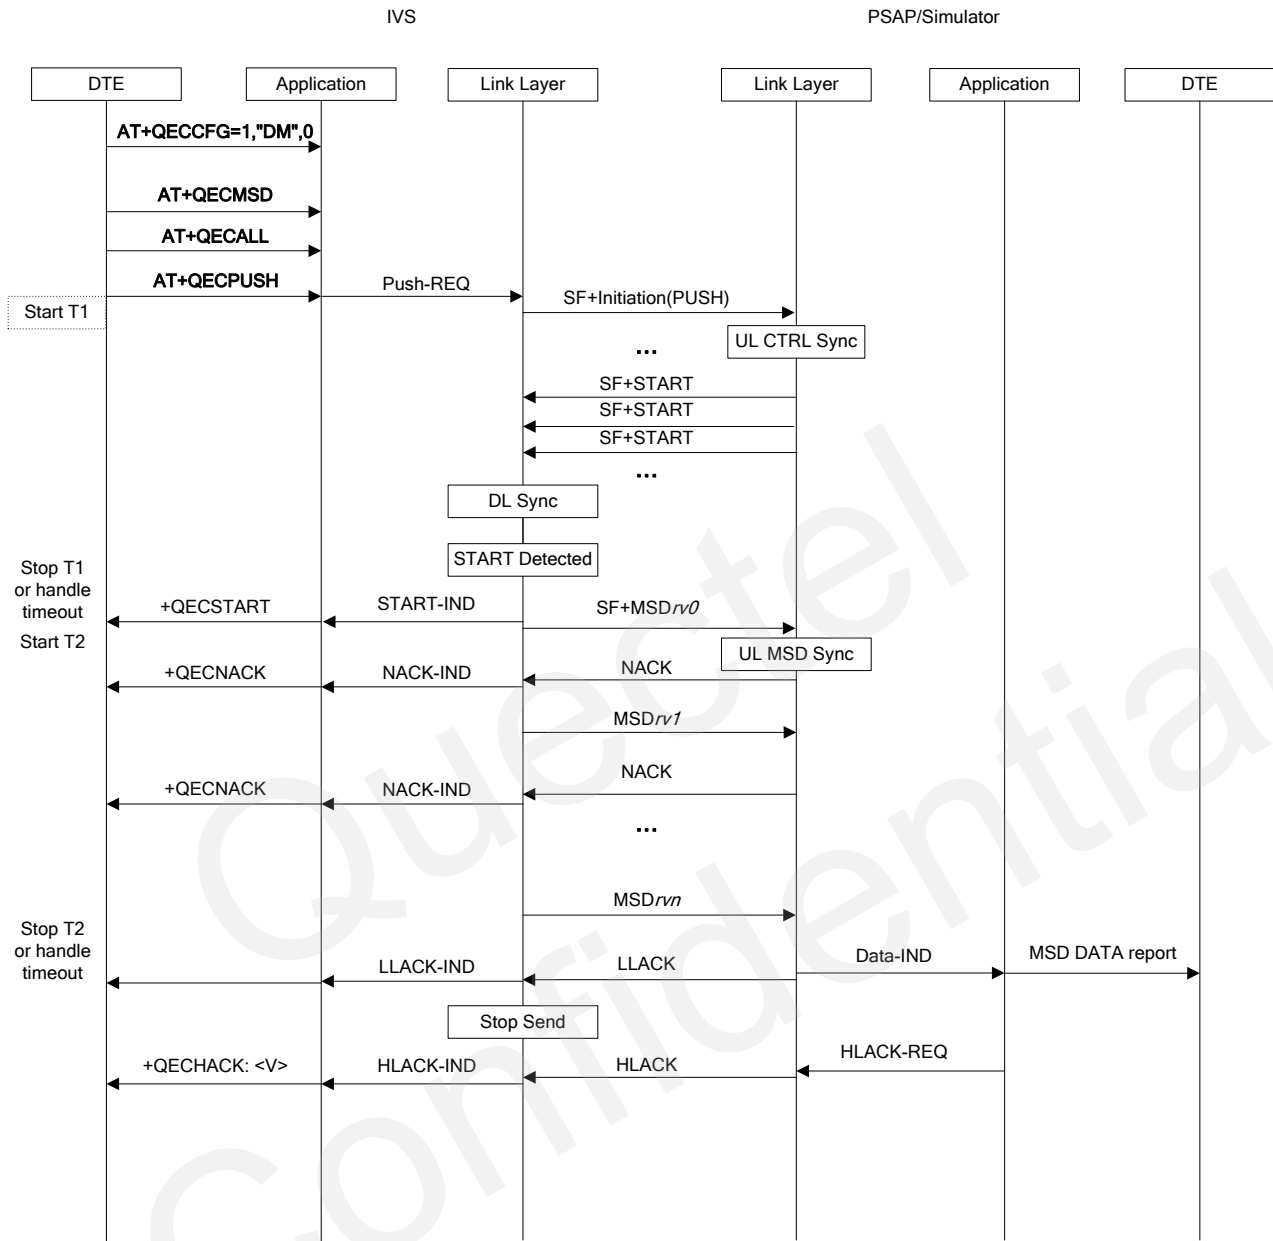 IVS
PSAP/Simulator
DTE
Application
Link Layer
Link Layer
Application
DTE
AT+QECCFG=1,"DM",0
AT+QECMSD
AT+QECALL
AT+QECPUSH
Push-REQ
Start T1
SF+Initiation(PUSH)
UL CTRL Sync
...
SF+START
SF+START
SF+START
...
DL Sync
START Detected
Stop T1
or handle
timeout
+QECSTART
START-IND
SF+MSDrv0
Start T2
UL MSD Sync
+QECNACK
NACK-IND
NACK
MSDrv1
+QECNACK
NACK-IND
NACK
...
MSDrvn
Stop T2
or handle
timeout
LLACK-IND
LLACK
Data-IND
MSD DATA report
Stop Send
+QECHACK: <V>
HLACK-IND
HLACK
HLACK-REQ
Quectel
Confidential